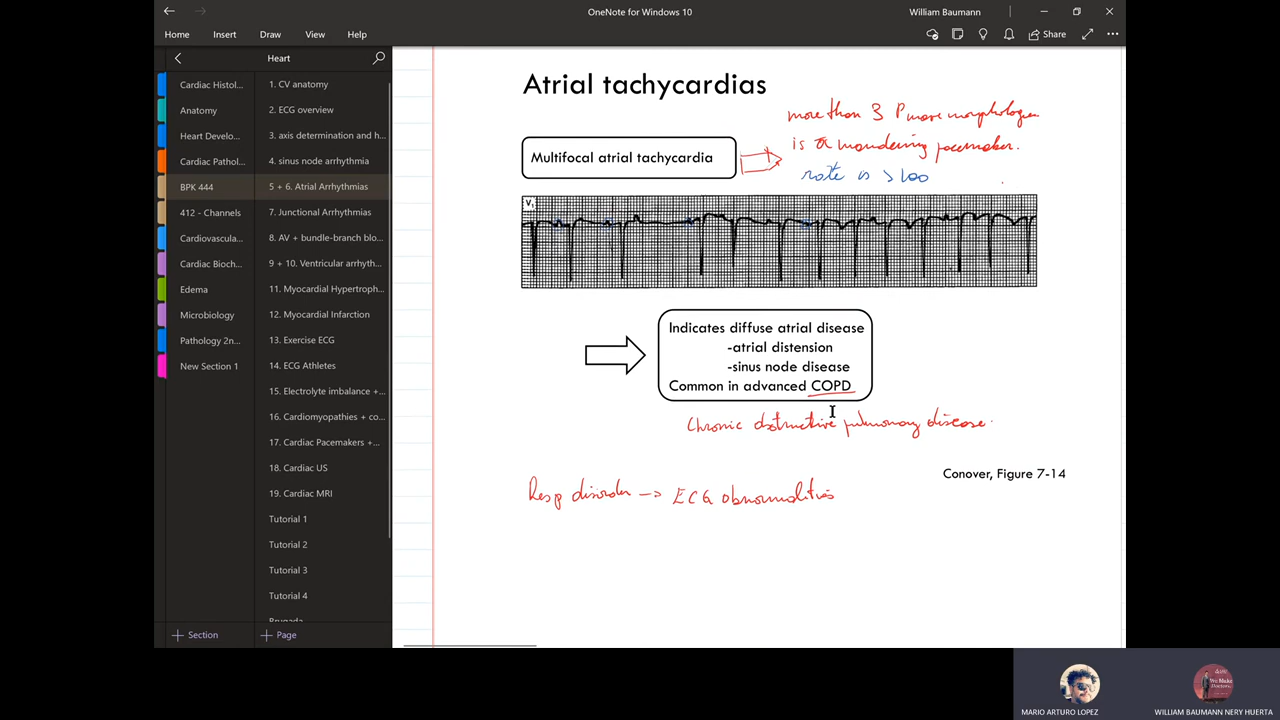 OneNote for Windows 10
William Baumann
Home Insert Draw View Help
Share
Heart
Cardiac Histol...
Anatomy
Heart Develo...
Cardiac Pathol...
BPK 444
412 - Channels
Cardiovascula...
Cardiac Bioch...
Edema
Microbiology
Pathology 2n...
New Section 1
1. CV anatomy
2. ECG overview
3. axis determination and h...
4. sinus node arrhythmia
5 + 6. Atrial Arrhythmias
7. Junctional Arrhythmias
8. AV + bundle-branch blo...
9 + 10. Ventricular arrhyth...
11. Myocardial Hypertroph...
12. Myocardial Infarction
13. Exercise ECG
14. ECG Athletes
15. Electrolyte imbalance +...
16. Cardiomyopathies + co...
17. Cardiac Pacemakers +...
18. Cardiac US
19. Cardiac MRI
Tutorial 1
Tutorial 2
Tutorial 3
Tutorial 4
Brugada
Section
Page
Atrial tachycardias
more than 3 P wave morphologies
is a wandering pacemaker.
rate is >100
Multifocal atrial tachycardia
V1
Indicates diffuse atrial disease
-atrial distension
-sinus node disease
Common in advanced COPD
Chronic obstructive pulmonary disease.
Conover, Figure 7-14
Resp disorder -> ECG abnormalities
MARIO ARTURO LOPEZ
WILLIAM BAUMANN NERY HUERTA